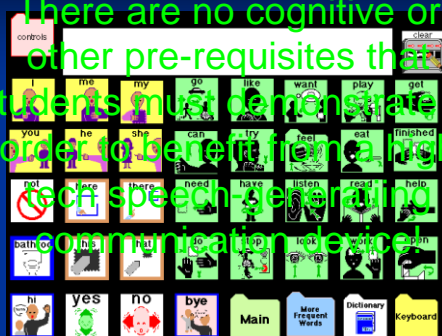 There are no cognitive or
other pre-requisites that
students must demonstrate
order to benefit from a high
tech speech-generating
communication device!
controls
clear
I me my go like want play get
you he she can try feel eat finished
not here there need have listen read help
bathroom this that do stop look work open
hi yes no bye Main More Frequent Words Dictionary Keyboard